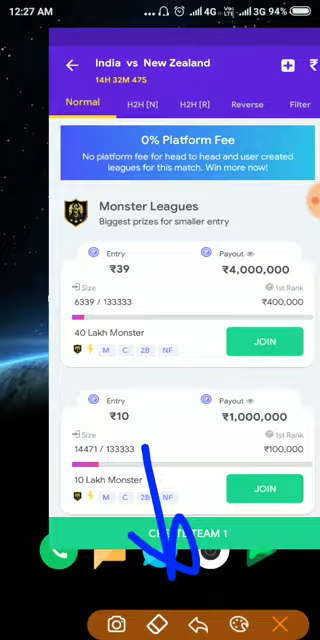 12:27 AM 4G VoLTE 3G 94%
India vs New Zealand
14H 32M 47S
₹
Normal H2H [N] H2H [R] Reverse Filter
0% Platform Fee
No platform fee for head to head and user created
leagues for this match. Win more now!
Monster Leagues
Biggest prizes for smaller entry
Entry Payout
₹39 ₹4,000,000
Size 1st Rank
6339 / 133333 ₹400,000
40 Lakh Monster
M C 2B NF
JOIN
Entry Payout
₹10 ₹1,000,000
Size 1st Rank
14471 / 133333 ₹100,000
10 Lakh Monster
M C 2B NF
JOIN
TEAM 1